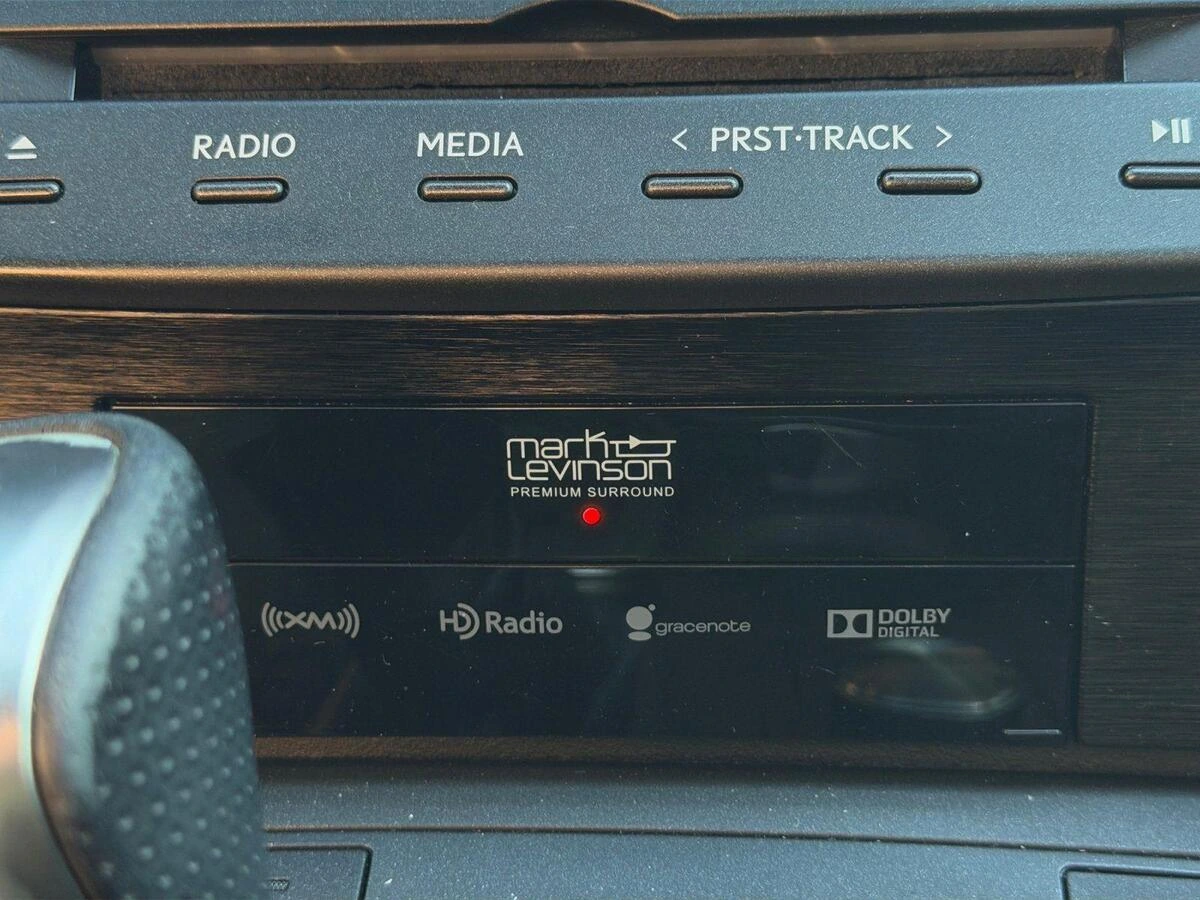 RADIO MEDIA < PRST·TRACK >
mark
Levinson
PREMIUM SURROUND
((XM)) HD Radio gracenote DOLBY
DIGITAL